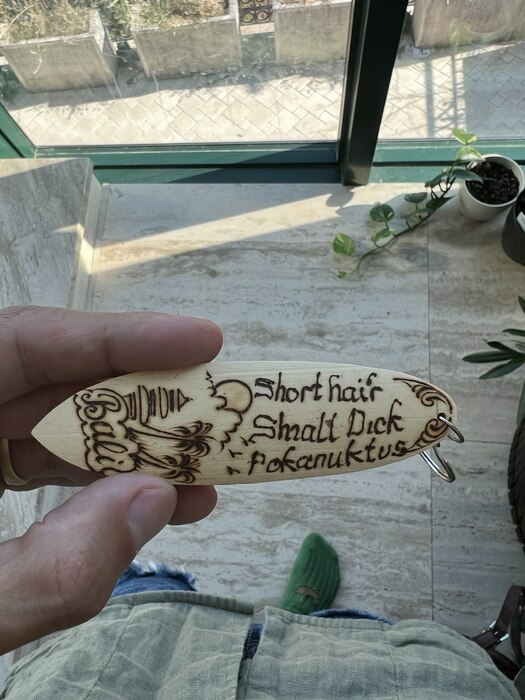 Bali
Short hair
Small Dick
Pokanuktus